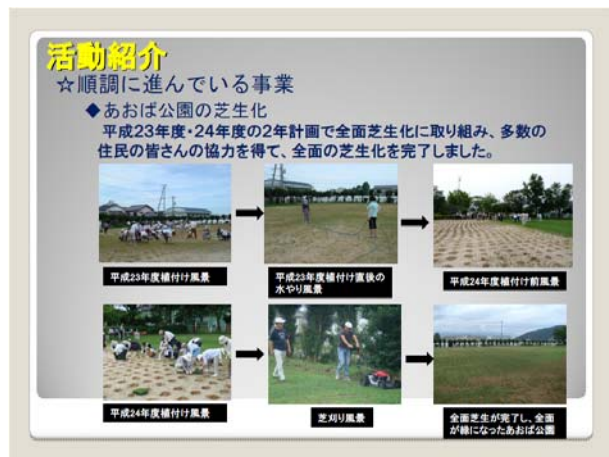 活動紹介
☆順調に進んでいる事業
◆あおば公園の芝生化
平成23年度・24年度の2年計画で全面芝生化に取り組み、多数の
住民の皆さんの協力を得て、全面の芝生化を完了しました。
平成23年度植付け風景
平成23年度植付け直後の
水やり風景
平成24年度植付け前風景
平成24年度植付け風景
芝刈り風景
全面芝生が完了し、全面
が緑になったあおば公園